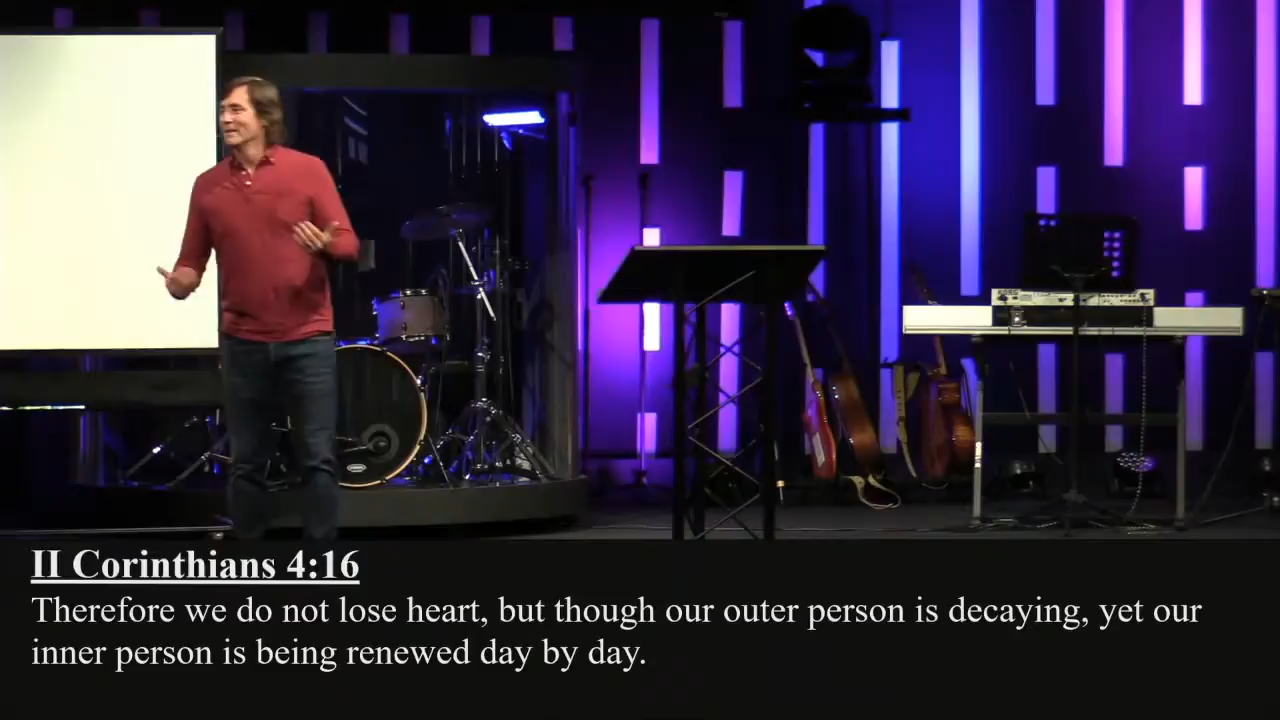 KORG
II Corinthians 4:16
Therefore we do not lose heart, but though our outer person is decaying, yet our
inner person is being renewed day by day.